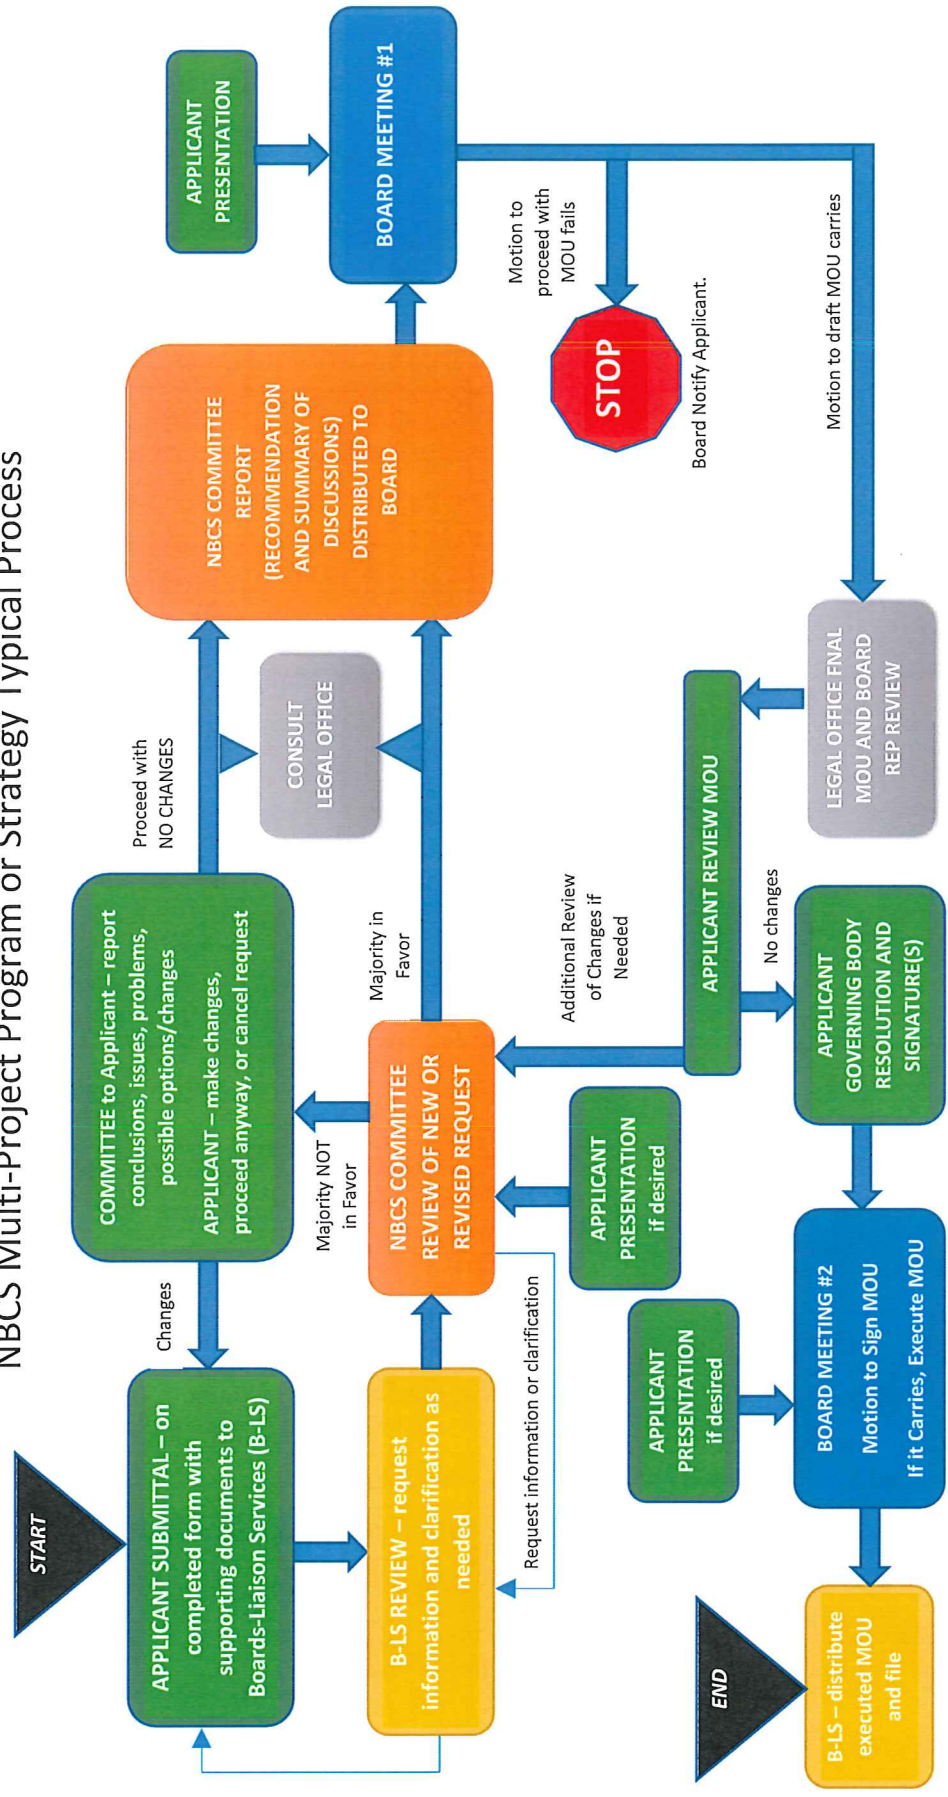 NBCS Multi-Project Program or Strategy Typical Process
START
APPLICANT SUBMITTAL – on
completed form with
supporting documents to
Boards-Liaison Services (B-LS)
Changes
COMMITTEE to Applicant – report
conclusions, issues, problems,
possible options/changes
APPLICANT – make changes,
proceed anyway, or cancel request
Proceed with
NO CHANGES
CONSULT
LEGAL OFFICE
NBCS COMMITTEE
REPORT
(RECOMMENDATION
AND SUMMARY OF
DISCUSSIONS)
DISTRIBUTED TO
BOARD
APPLICANT
PRESENTATION
BOARD MEETING #1
B-LS REVIEW – request
information and clarification as
needed
Majority NOT
in Favor
NBCS COMMITTEE
REVIEW OF NEW OR
REVISED REQUEST
Majority in
Favor
Request information or clarification
APPLICANT
PRESENTATION
if desired
Additional Review
of Changes if
Needed
Motion to
proceed with
MOU fails
STOP
Board Notify Applicant.
Motion to draft MOU carries
LEGAL OFFICE FNAL
MOU AND BOARD
REP REVIEW
APPLICANT REVIEW MOU
No changes
APPLICANT
GOVERNING BODY
RESOLUTION AND
SIGNATURE(S)
APPLICANT
PRESENTATION
if desired
BOARD MEETING #2
Motion to Sign MOU
If it Carries, Execute MOU
END
B-LS – distribute
executed MOU
and file